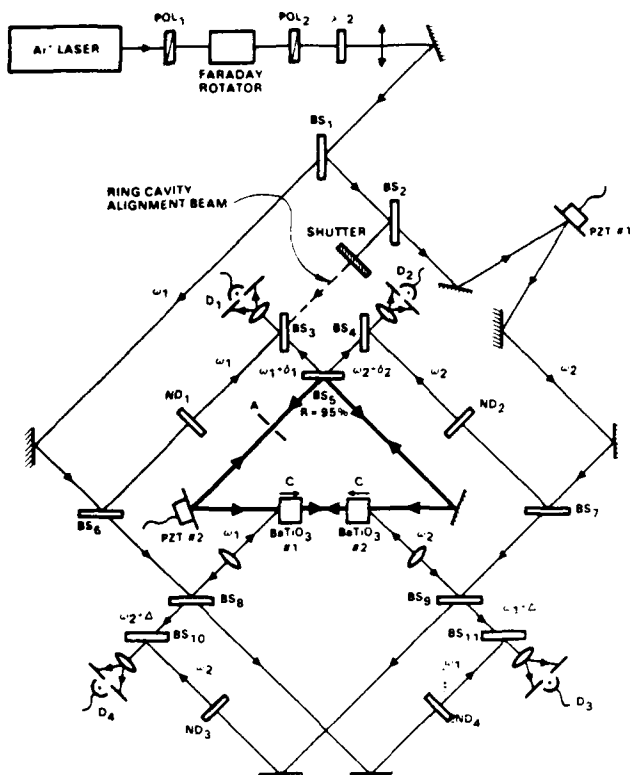 POL₁
POL₂
Ar⁺ LASER
FARADAY
ROTATOR
BS₁
BS₂
RING CAVITY
ALIGNMENT BEAM
SHUTTER
PZT #1
D₁
D₂
ω₁
BS₃
BS₄
ω₁+δ₁
ω₂+δ₂
ω₁
ω₂
ω₂
BS₅
R = 95%
ND₁
ND₂
A
C
C
BS₆
PZT #2
BaTiO₃
#1
BaTiO₃
#2
BS₇
ω₁
ω₂
BS₈
BS₉
ω₂+Δ
ω₁+Δ
BS₁₀
BS₁₁
ω₂
ω₁
D₄
D₃
ND₃
ND₄